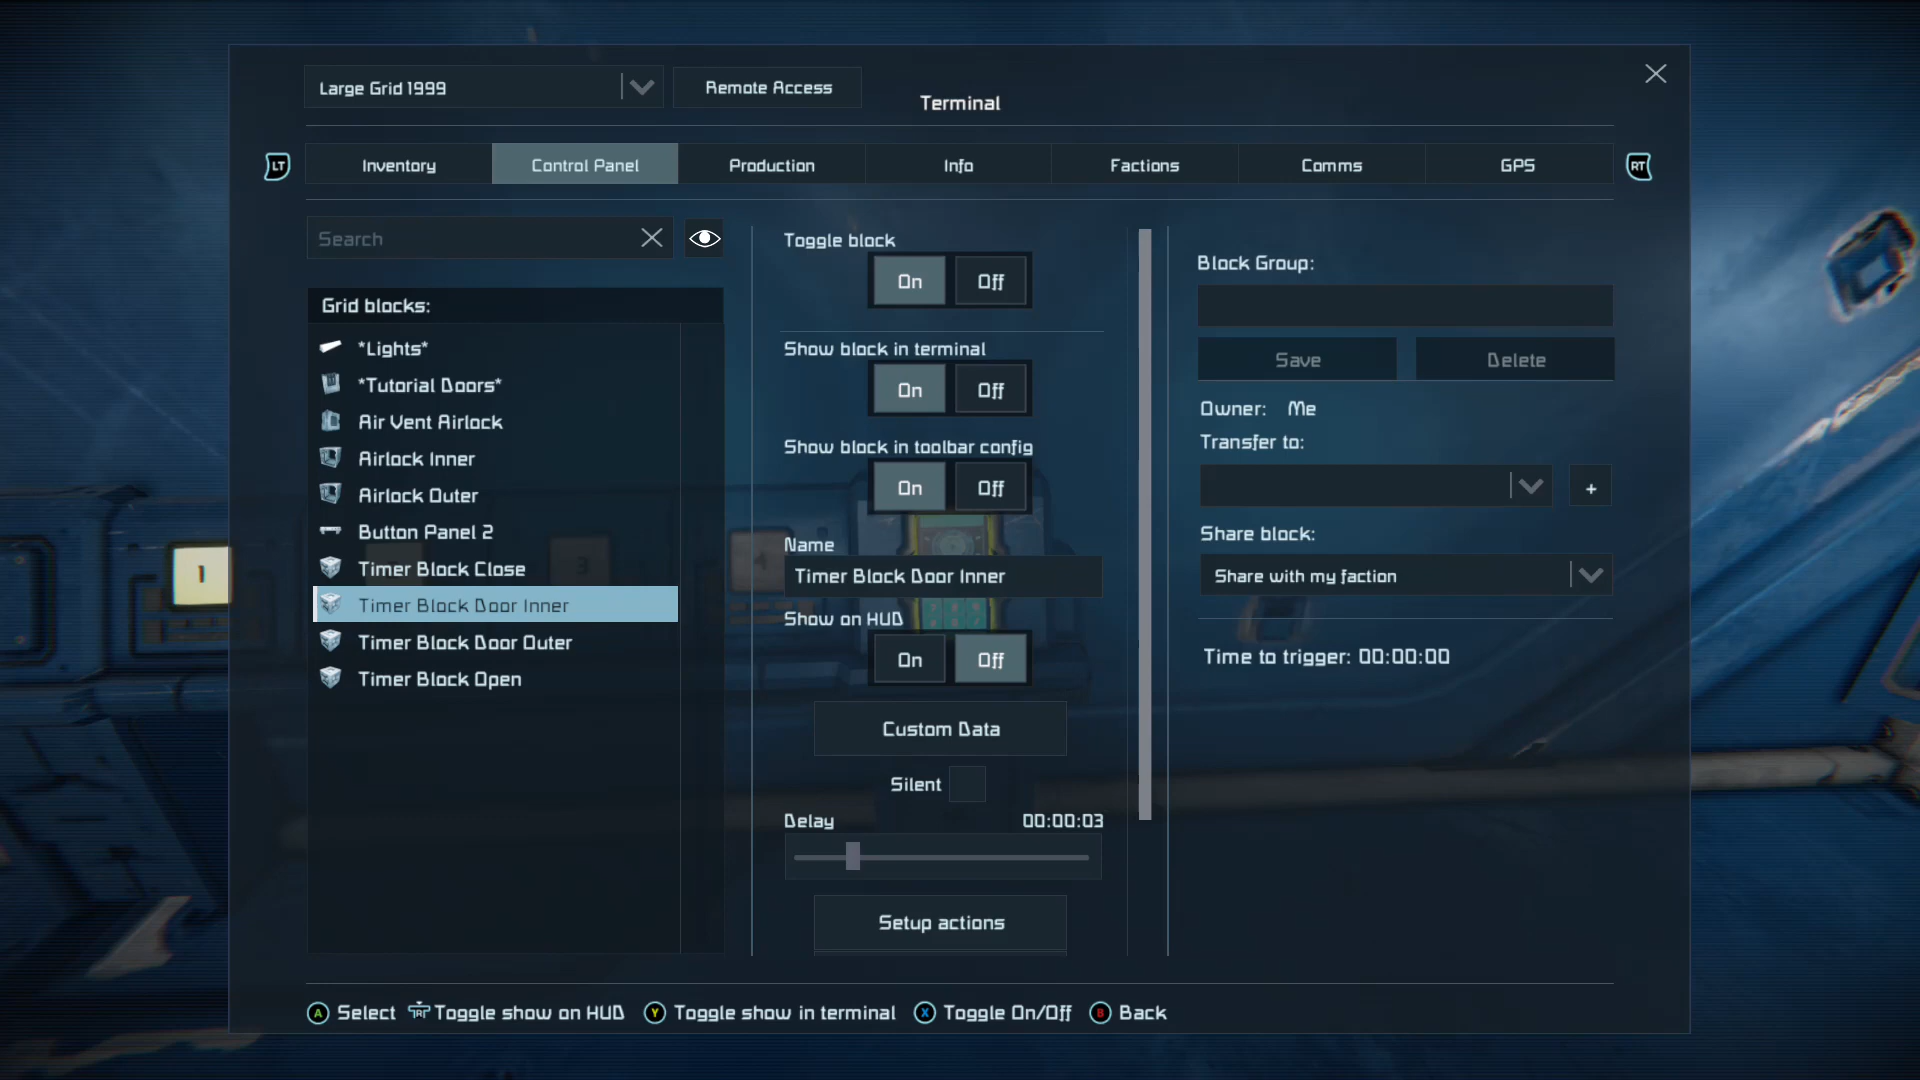 Large Grid 1999
Remote Access
Terminal
LT
Inventory
Control Panel
Production
Info
Factions
Comms
GPS
RT
Search
Grid blocks:
*Lights*
*Tutorial Doors*
Air Vent Airlock
Airlock Inner
Airlock Outer
Button Panel 2
Timer Block Close
Timer Block Door Inner
Timer Block Door Outer
Timer Block Open
Toggle block
On Off
Show block in terminal
On Off
Show block in toolbar config
On Off
Name
Timer Block Door Inner
Show on HUD
On Off
Custom Data
Silent
Delay 00:00:03
Setup actions
Block Group:
Save Delete
Owner: Me
Transfer to:
+
Share block:
Share with my faction
Time to trigger: 00:00:00
1
3
4
A Select Toggle show on HUD Y Toggle show in terminal X Toggle On/Off B Back